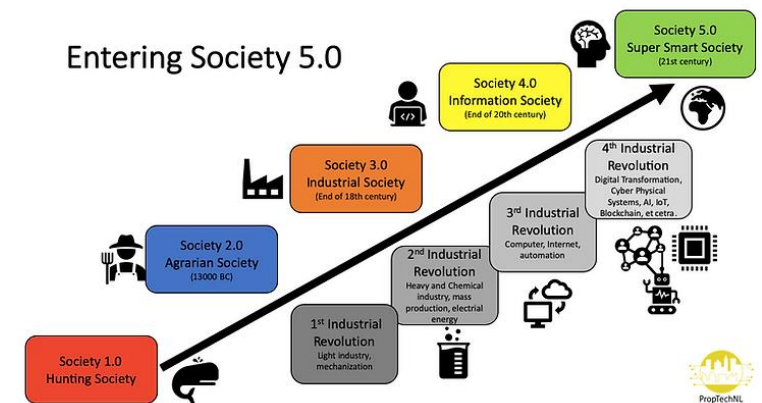 Entering Society 5.0
Society 5.0
Super Smart Society
(21st century)
Society 4.0
Information Society
(End of 20th century)
</>
Society 3.0
Industrial Society
(End of 18th century)
Society 2.0
Agrarian Society
(13000 BC)
Society 1.0
Hunting Society
1st Industrial
Revolution
Light industry,
mechanization
2nd Industrial
Revolution
Heavy and Chemical
industry, mass
production, electrial
energy
3rd Industrial
Revolution
Computer, Internet,
automation
4th Industrial
Revolution
Digital Transformation,
Cyber Physical
Systems, AI, IoT,
Blockchain, et cetra.
PropTechNL